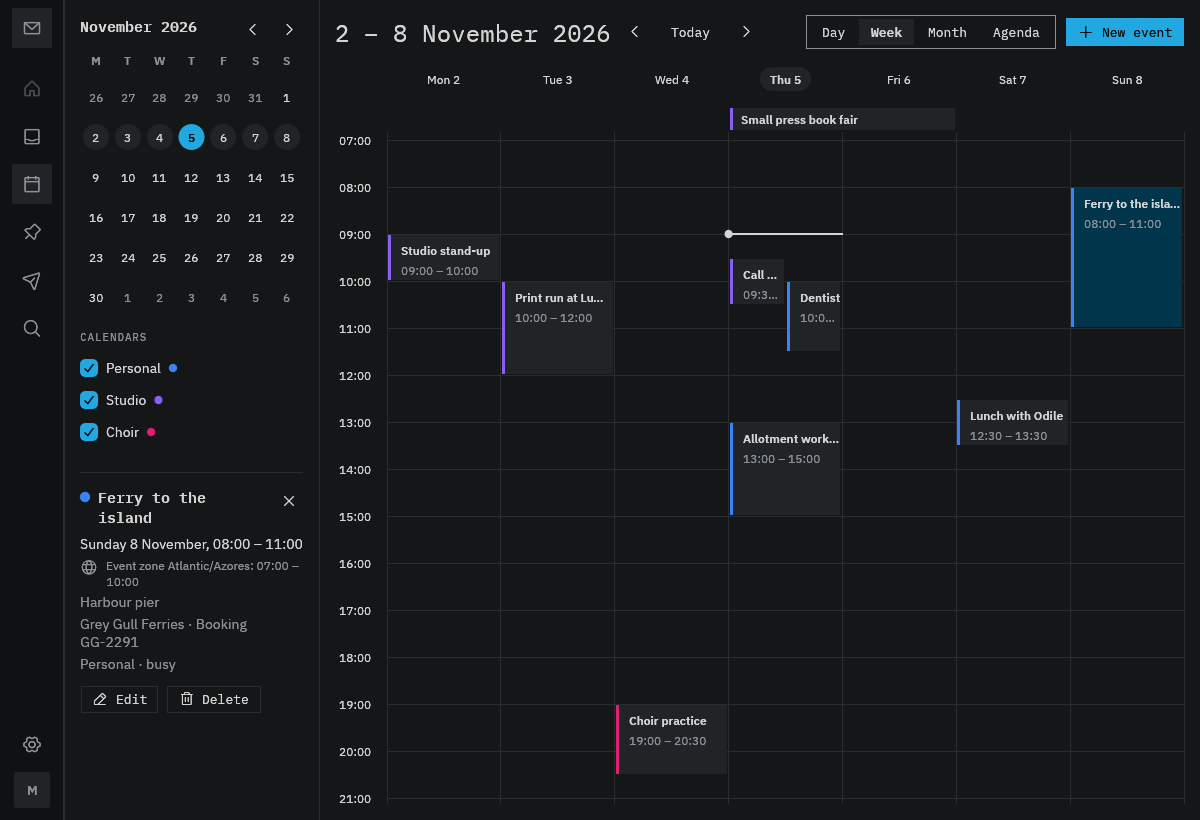 November 2026
M T W T F S S
26 27 28 29 30 31 1
2 3 4 5 6 7 8
9 10 11 12 13 14 15
16 17 18 19 20 21 22
23 24 25 26 27 28 29
30 1 2 3 4 5 6
CALENDARS
Personal
Studio
Choir
Ferry to the
island
Sunday 8 November, 08:00 – 11:00
Event zone Atlantic/Azores: 07:00 –
10:00
Harbour pier
Grey Gull Ferries · Booking
GG-2291
Personal · busy
Edit Delete
M
2 – 8 November 2026
Today
Day Week Month Agenda
New event
Mon 2 Tue 3 Wed 4 Thu 5 Fri 6 Sat 7 Sun 8
Small press book fair
07:00
08:00
09:00
10:00
11:00
12:00
13:00
14:00
15:00
16:00
17:00
18:00
19:00
20:00
21:00
Studio stand-up
09:00 – 10:00
Print run at Lu...
10:00 – 12:00
Choir practice
19:00 – 20:30
Call ...
09:3...
Dentist
10:0...
Allotment work...
13:00 – 15:00
Lunch with Odile
12:30 – 13:30
Ferry to the isla...
08:00 – 11:00